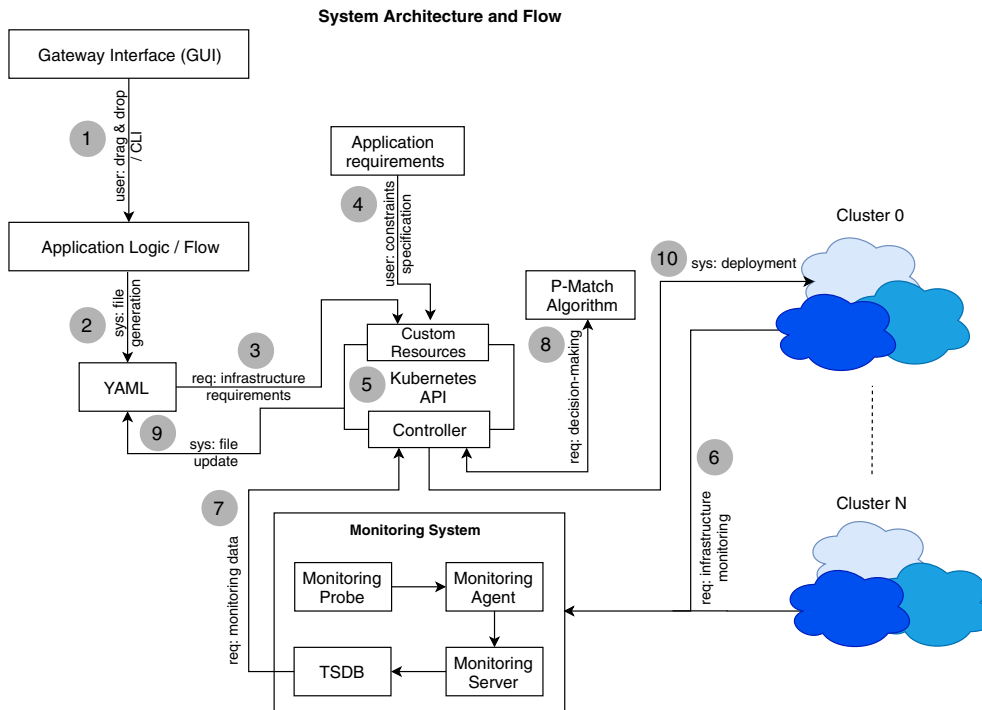 System Architecture and Flow
Gateway Interface (GUI)
1
user: drag & drop
/ CLI
Application Logic / Flow
2
sys: file
generation
YAML
3
req: infrastructure
requirements
Application
requirements
4
user: constraints
specification
Custom
Resources
5
Kubernetes
API
Controller
P-Match
Algorithm
8
req: decision-making
9
sys: file
update
10
sys: deployment
Cluster 0
6
req: infrastructure
monitoring
Cluster N
7
req: monitoring data
Monitoring System
Monitoring
Probe
Monitoring
Agent
TSDB
Monitoring
Server